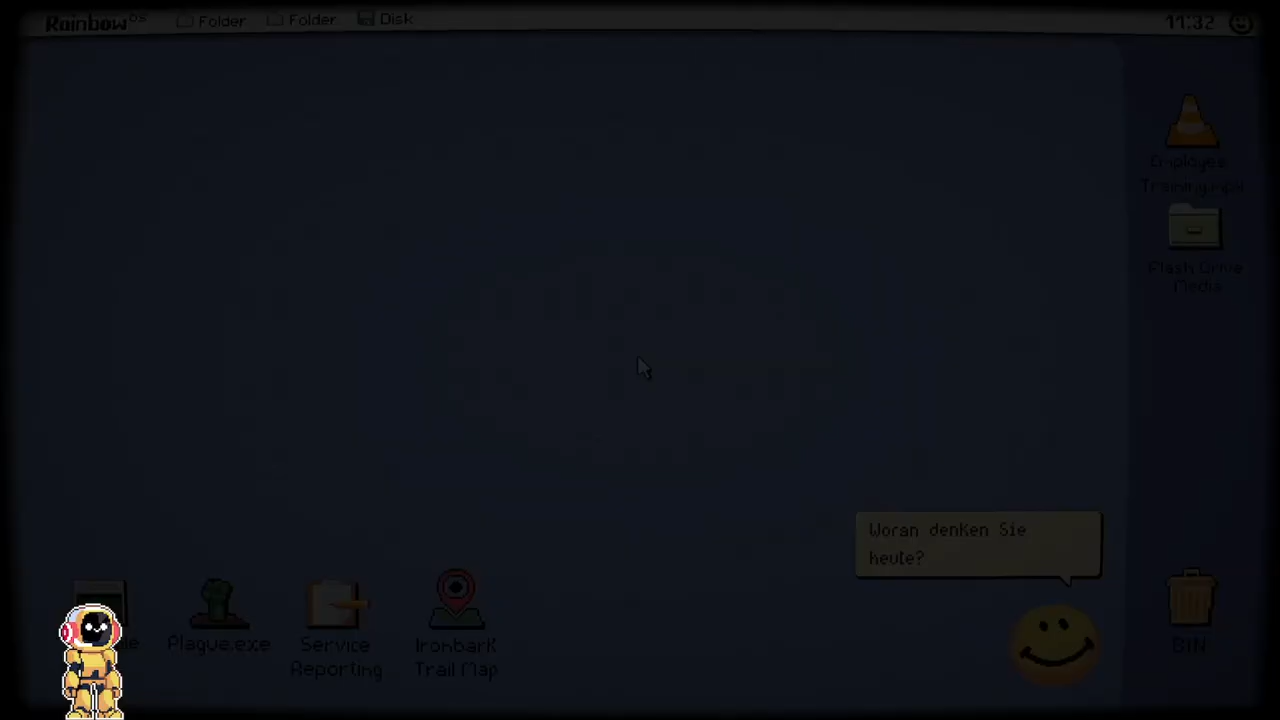 Rainbow OS
Folder
Folder
Disk
11:32
Employee
Training.mp4
Flash Drive
Media
Woran denken Sie
heute?
Plague.exe
Service
Reporting
Ironbark
Trail Map
BIN